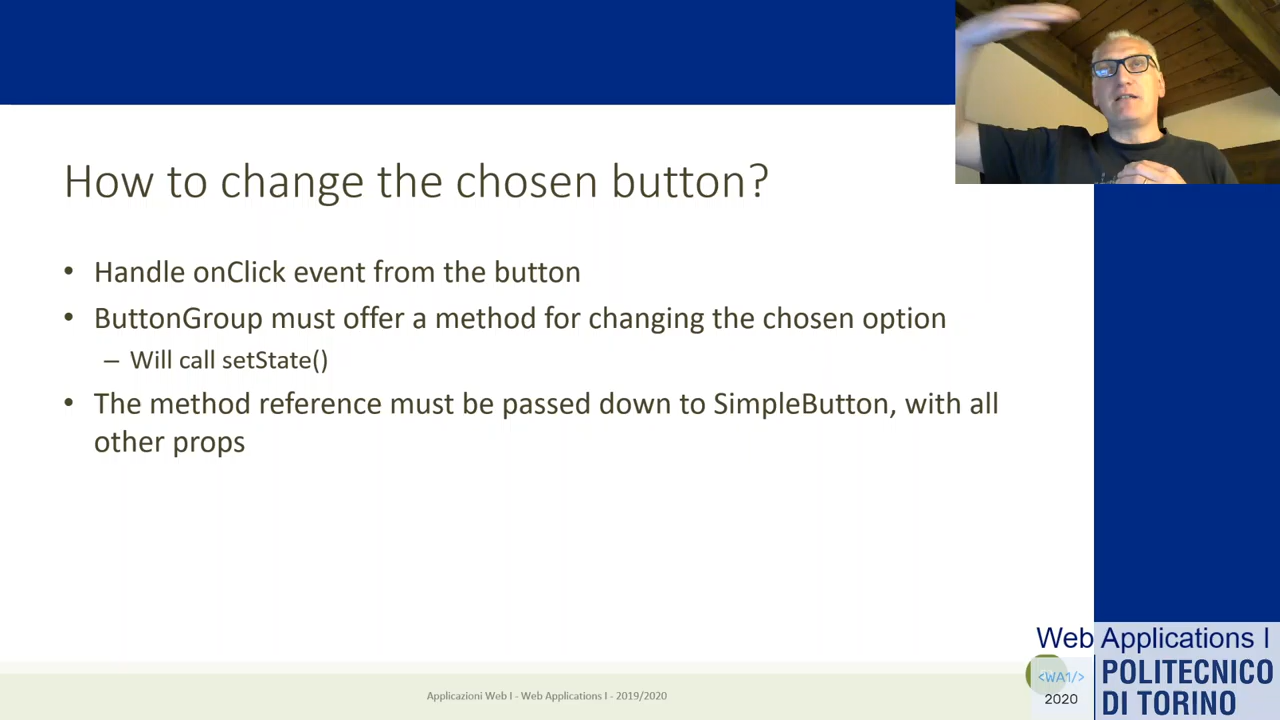 How to change the chosen button?
• Handle onClick event from the button
• ButtonGroup must offer a method for changing the chosen option
– Will call setState()
• The method reference must be passed down to SimpleButton, with all
other props
Applicazioni Web I - Web Applications I - 2019/2020
Web Applications I
<WA1/>
2020
POLITECNICO
DI TORINO